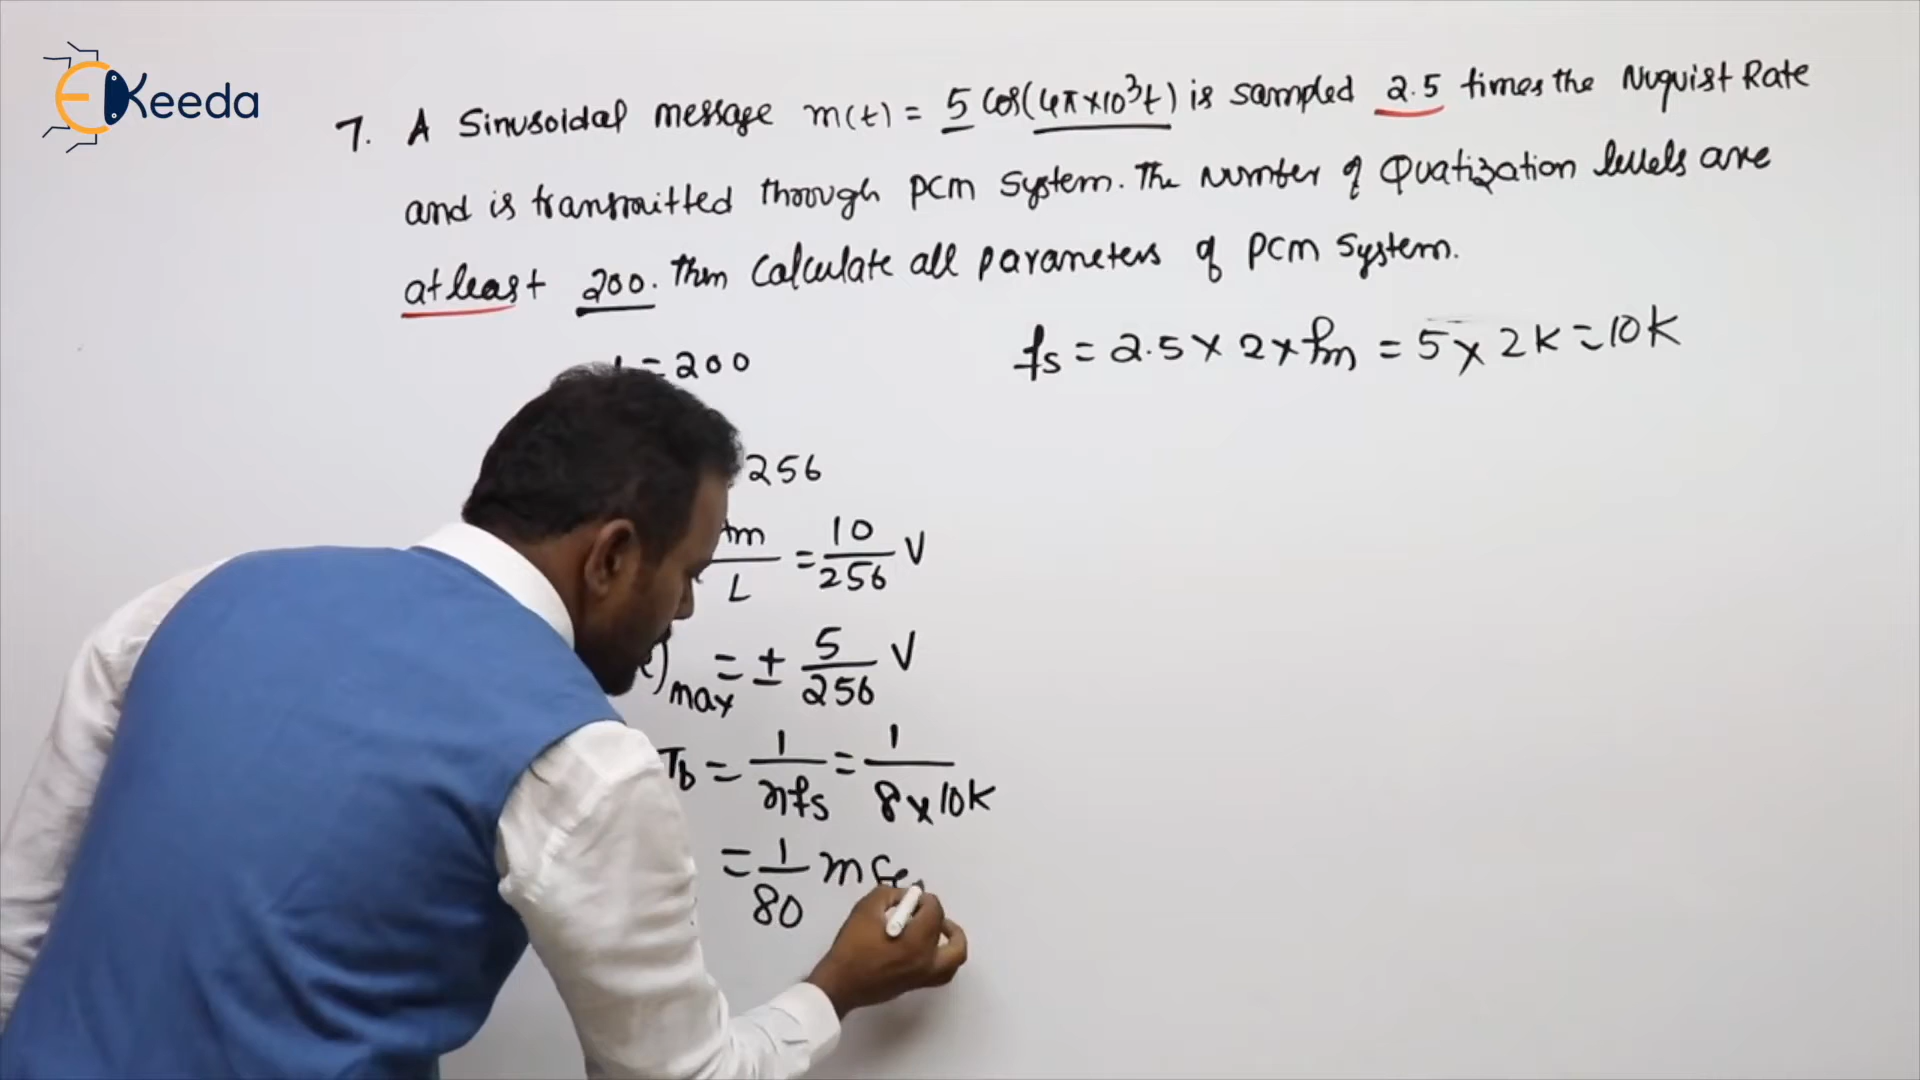 EKeeda
7. A Sinusoidal message m(t) = 5 cos(4π×10³t) is sampled 2.5 times the Nyquist Rate
and is transmitted through PCM System. The number of Quatization levels are
atleast 200. Then Calculate all parameters of PCM System.
= 200
fs = 2.5 × 2 × fm = 5 × 2K = 10K
256
m / L = 10/256 V
)max = ± 5/256 V
Tb = 1/nfs = 1/8×10K
= 1/80 m